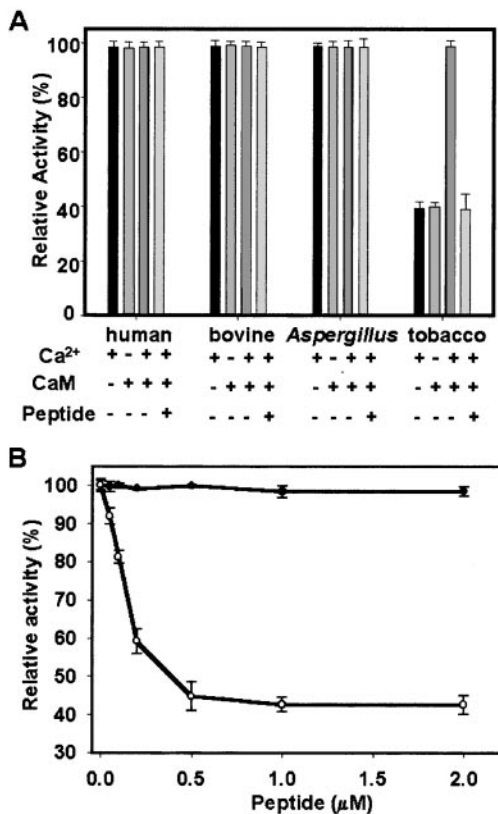 A
Relative Activity (%)
100
80
60
40
20
0
human bovine Aspergillus tobacco
Ca2+ + - + + + - + + + - + + + - + +
CaM - + + + - + + + - + + + - + + +
Peptide - - - + - - - + - - - + - - - +
B
Relative activity (%)
100
90
80
70
60
50
40
30
0.0 0.5 1.0 1.5 2.0
Peptide (μM)